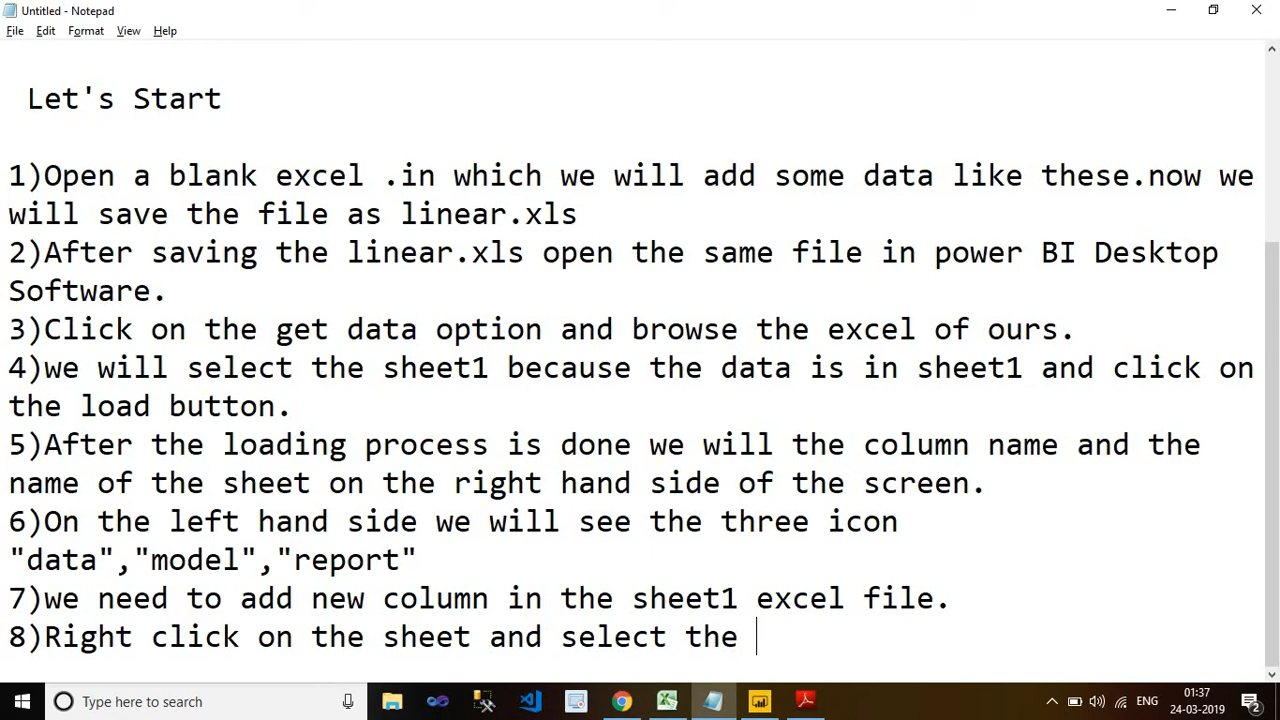 Untitled - Notepad
File Edit Format View Help
Let's Start
1)Open a blank excel .in which we will add some data like these.now we
will save the file as linear.xls
2)After saving the linear.xls open the same file in power BI Desktop
Software.
3)Click on the get data option and browse the excel of ours.
4)we will select the sheet1 because the data is in sheet1 and click on
the load button.
5)After the loading process is done we will the column name and the
name of the sheet on the right hand side of the screen.
6)On the left hand side we will see the three icon
"data","model","report"
7)we need to add new column in the sheet1 excel file.
8)Right click on the sheet and select the
Type here to search
ENG
01:37
24-03-2019
2